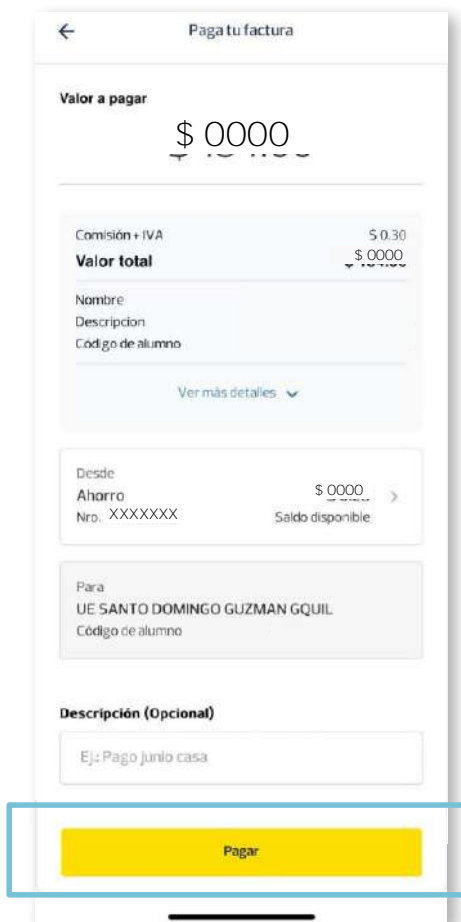 Paga tu factura
Valor a pagar
$ 0000
Comisión + IVA $ 0.30
Valor total $ 0000
Nombre
Descripcion
Código de alumno
Ver más detalles
Desde
Ahorro $ 0000
Nro. XXXXXXX Saldo disponible
Para
UE SANTO DOMINGO GUZMAN GQUIL
Código de alumno
Descripción (Opcional)
Ej.: Pago junio casa
Pagar